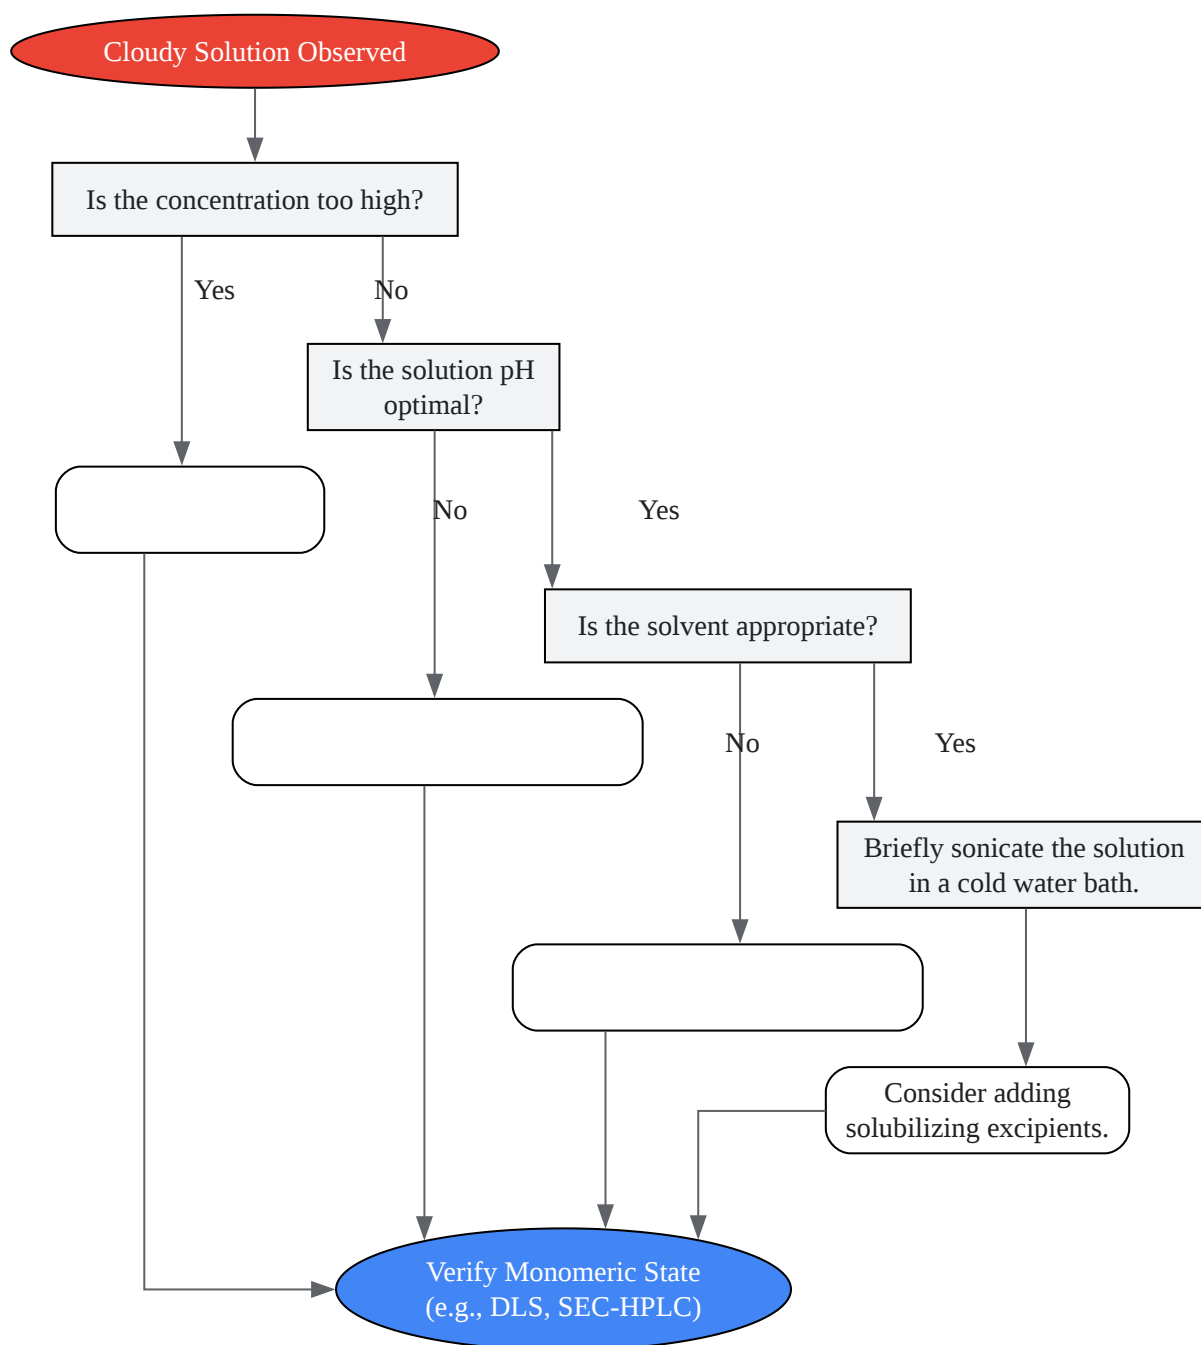 Cloudy Solution Observed
Is the concentration too high?
Yes
No
Is the solution pH
optimal?
No
Yes
Is the solvent appropriate?
No
Yes
Briefly sonicate the solution
in a cold water bath.
Consider adding
solubilizing excipients.
Verify Monomeric State
(e.g., DLS, SEC-HPLC)